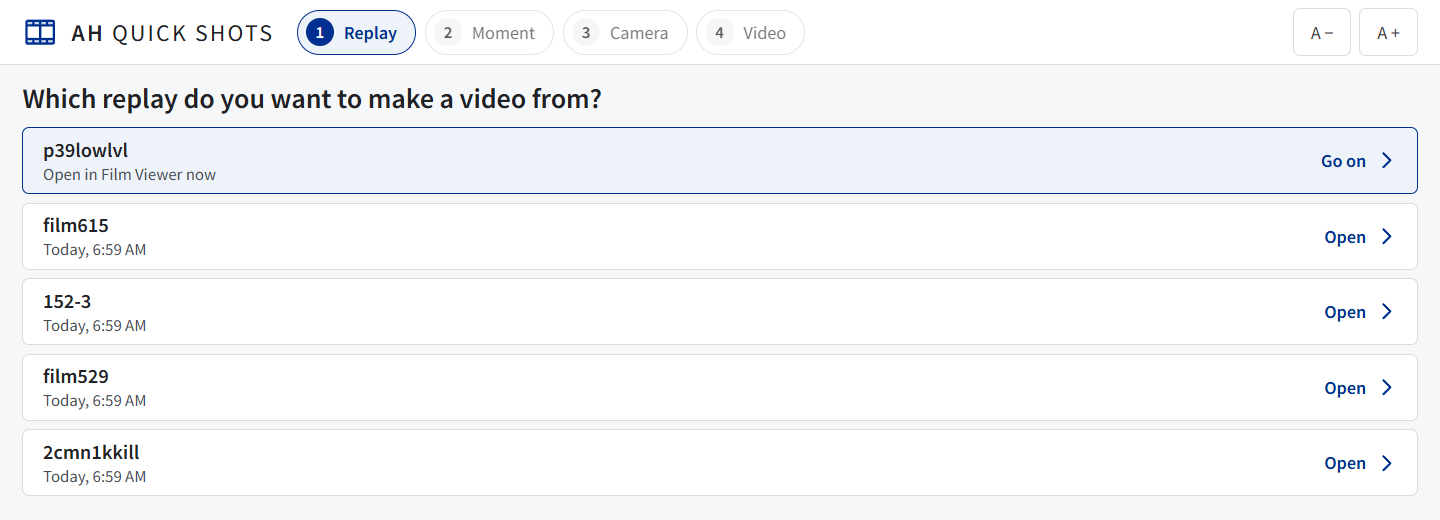 AH QUICK SHOTS
1 Replay
2 Moment
3 Camera
4 Video
A −
A +
Which replay do you want to make a video from?
p39lowlvl
Open in Film Viewer now
Go on
film615
Today, 6:59 AM
Open
152-3
Today, 6:59 AM
Open
film529
Today, 6:59 AM
Open
2cmn1kkill
Today, 6:59 AM
Open